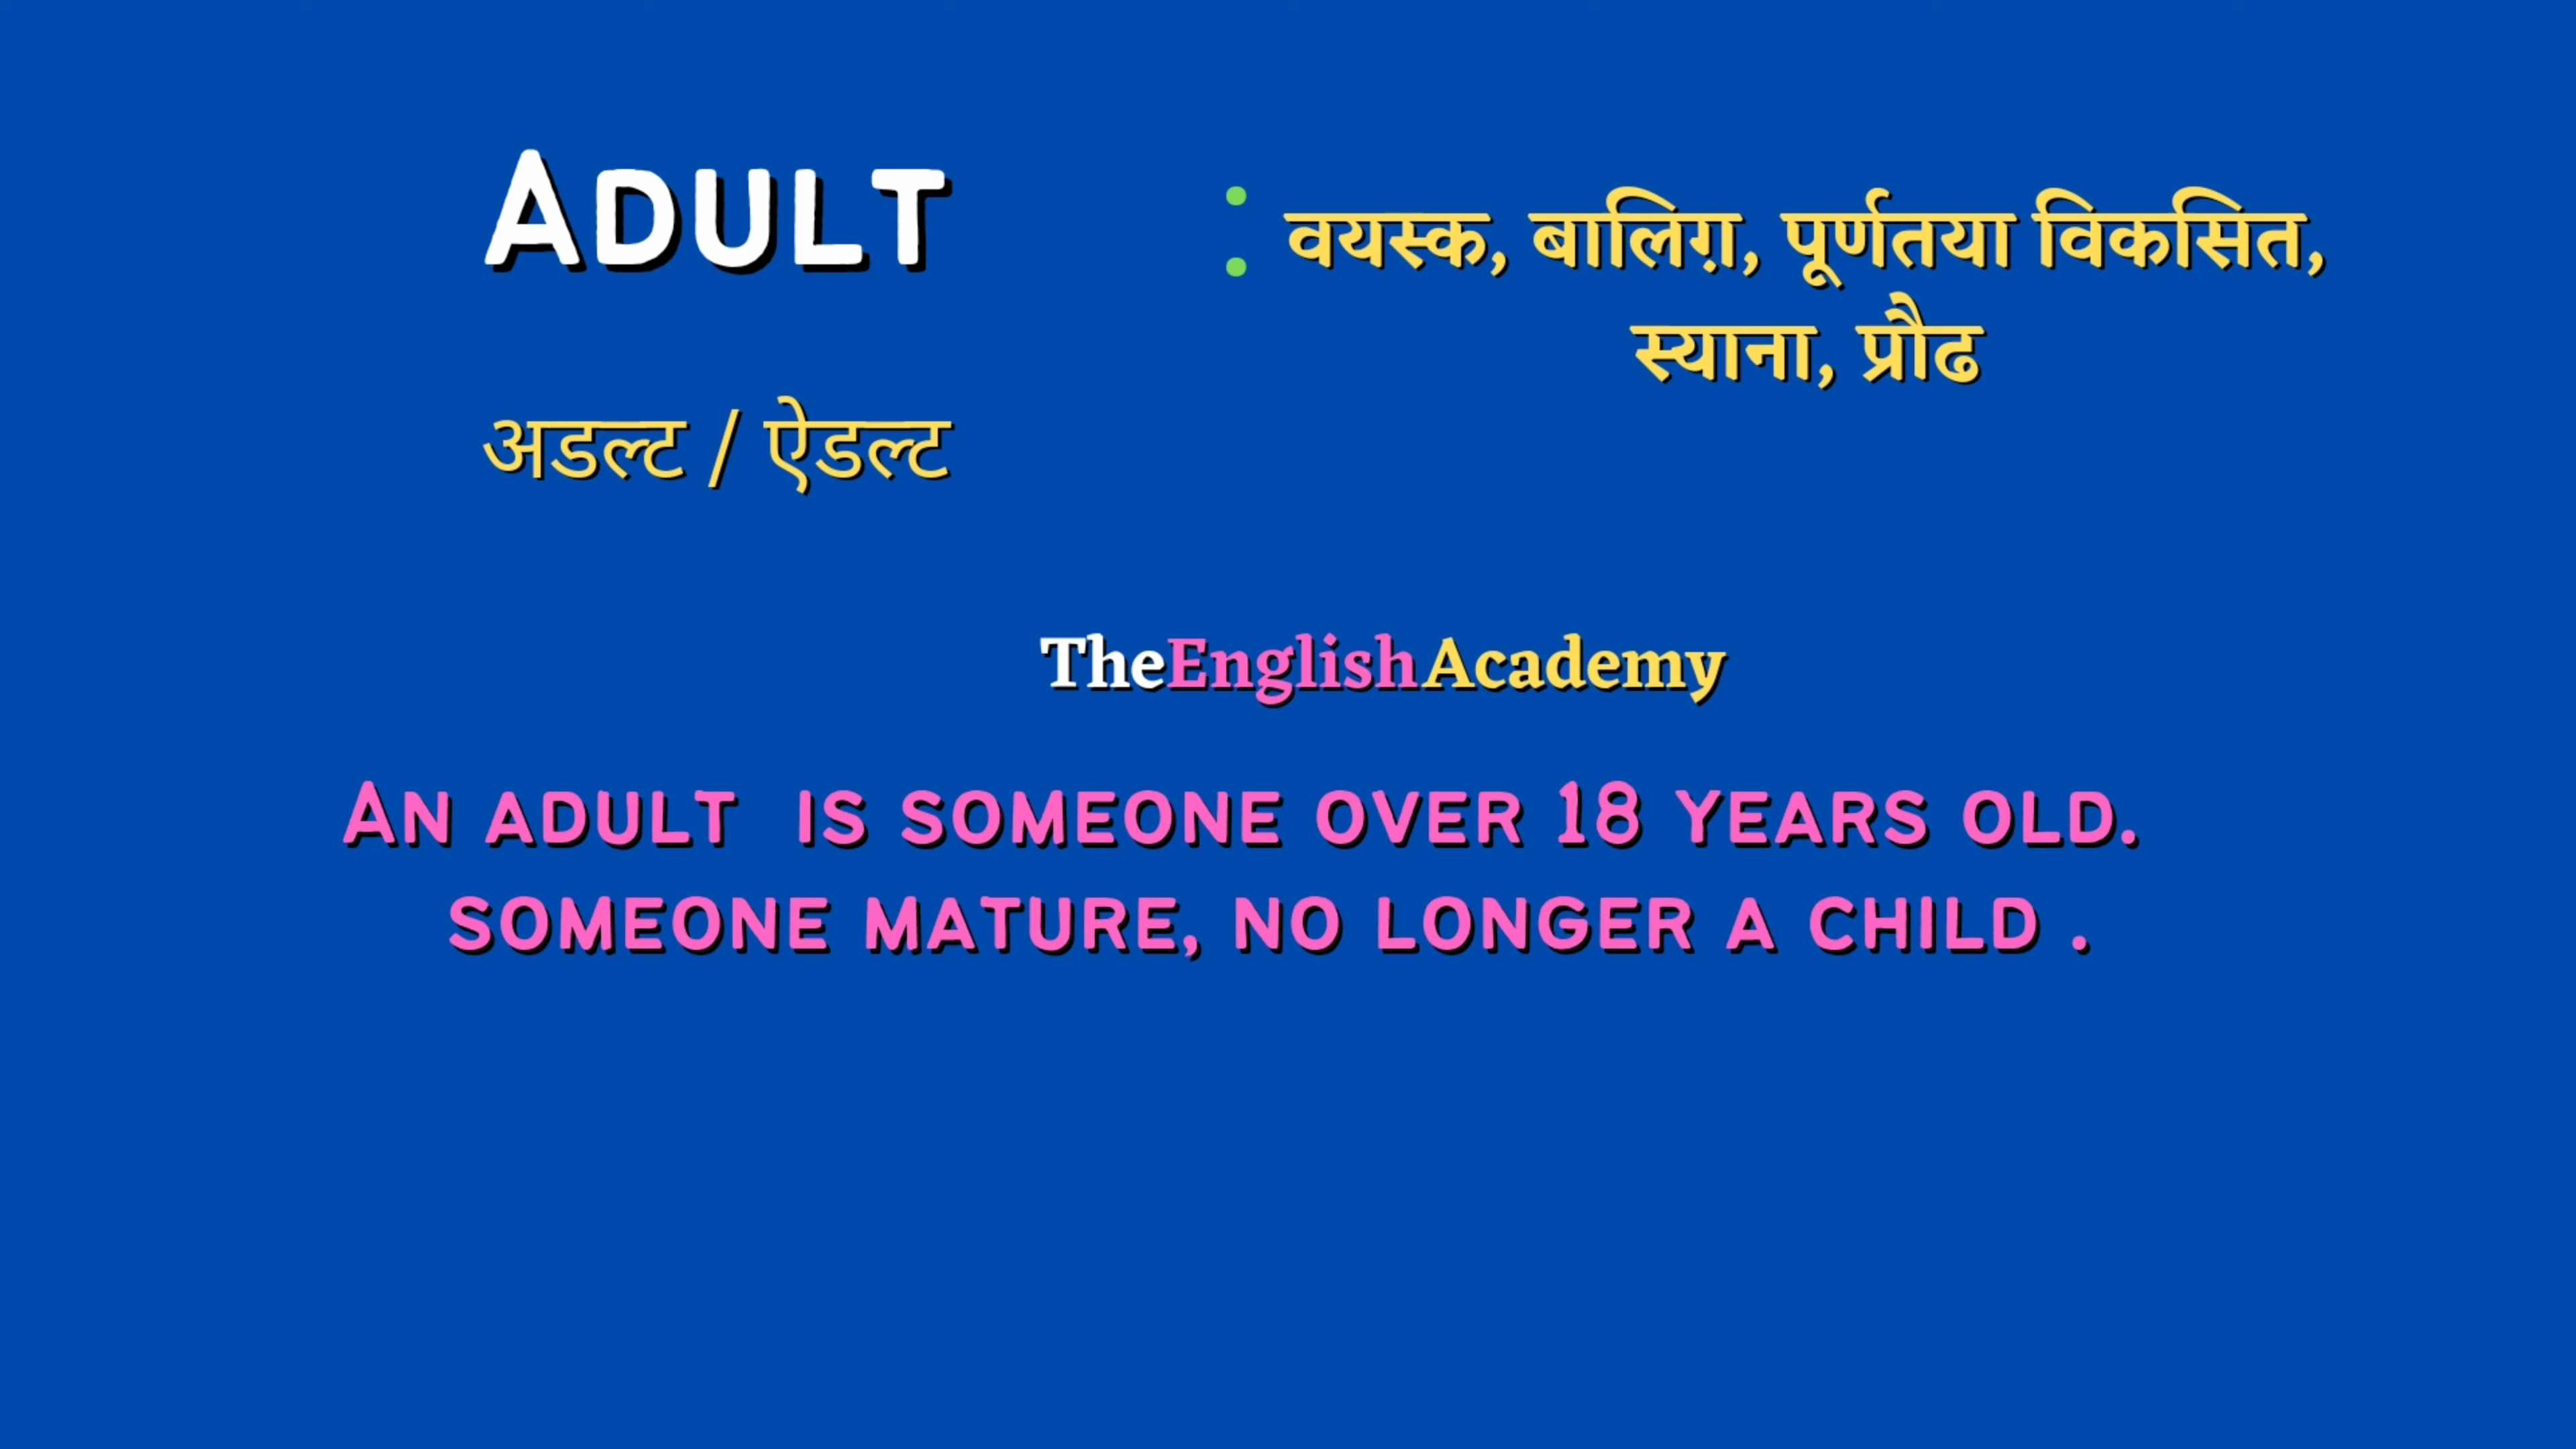 ADULT
: वयस्क, बालिग़, पूर्णतया विकसित,
स्याना, प्रौढ
अडल्ट / ऐडल्ट
TheEnglishAcademy
AN ADULT IS SOMEONE OVER 18 YEARS OLD.
SOMEONE MATURE, NO LONGER A CHILD .